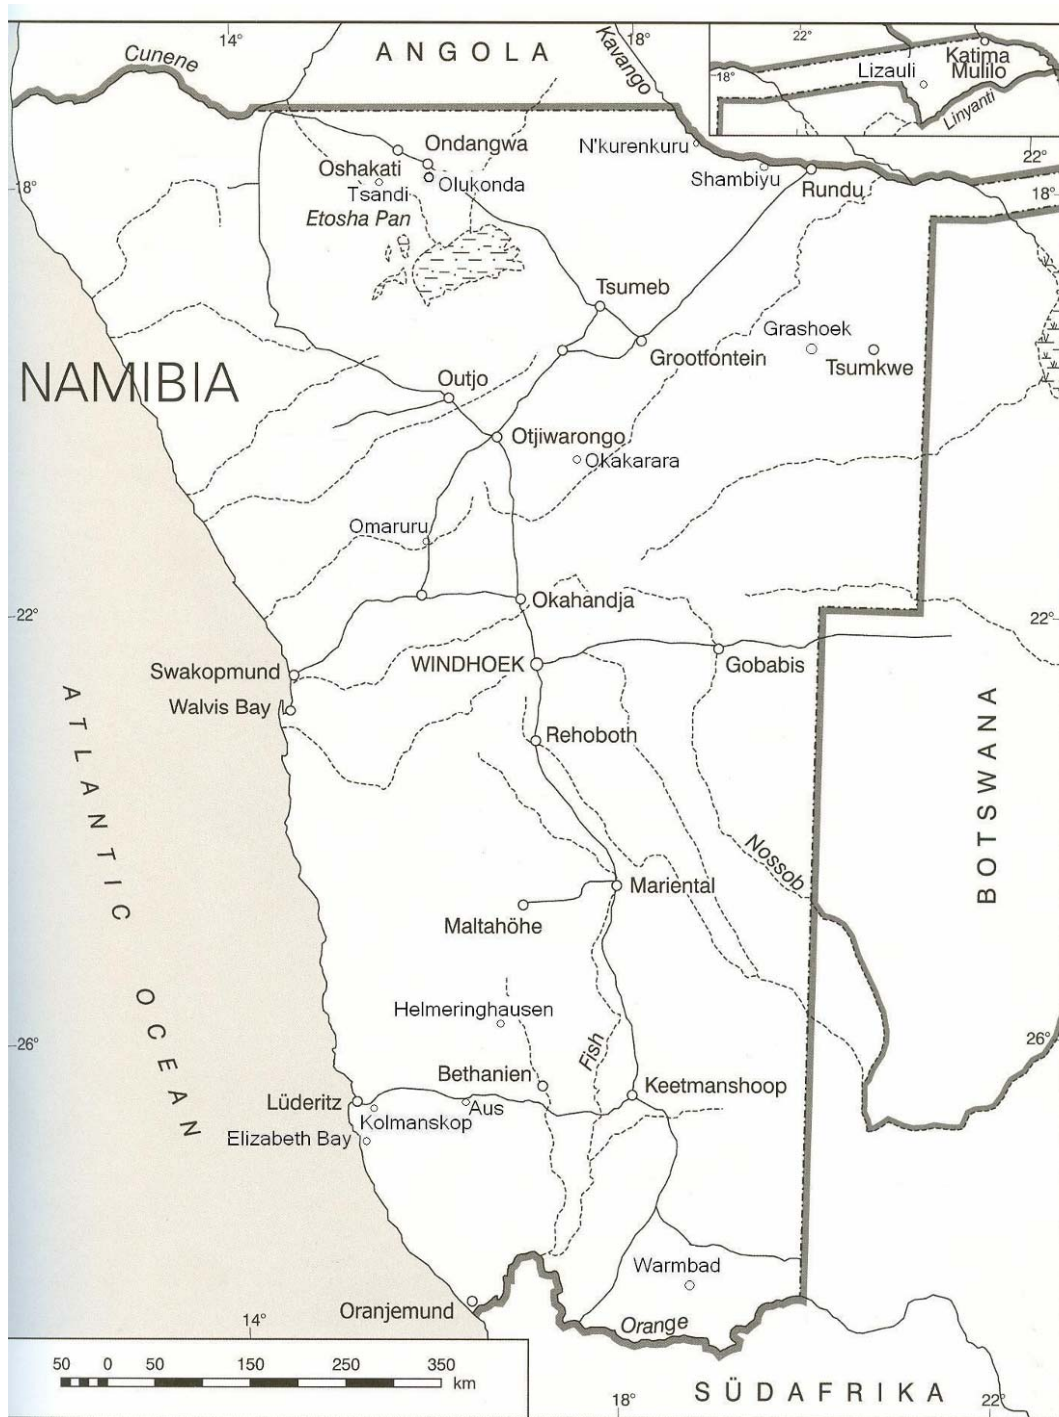 14°
18°
22°
ANGOLA
Cunene
Kavango
Katima
Mulilo
Lizauli
18°
Linyanti
N'kurenkuru
22°
Ondangwa
Oshakati
Tsandi
Olukonda
Shambiyu
Rundu
18°
18°
Etosha Pan
Tsumeb
Grashoek
Grootfontein
Tsumkwe
NAMIBIA
Outjo
Otjiwarongo
Okakarara
Omaruru
Okahandja
22°
22°
Swakopmund
WINDHOEK
Gobabis
Walvis Bay
Rehoboth
ATLANTIC OCEAN
BOTSWANA
Nossob
Mariental
Maltahöhe
Helmeringhausen
Fish
26°
26°
Bethanien
Keetmanshoop
Lüderitz
Aus
Kolmanskop
Elizabeth Bay
Warmbad
Oranjemund
Orange
14°
50 0 50 150 250 350
km
18°
SÜDAFRIKA
22°